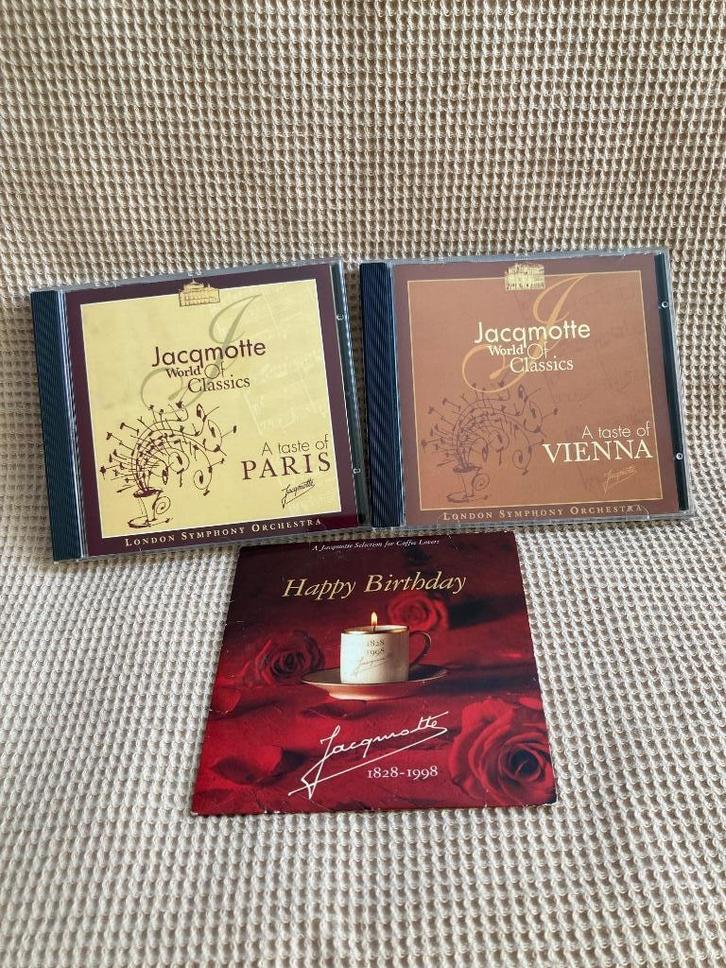 Jacqmotte
World Of
Classics
A taste of
PARIS
Jacqmotte
LONDON SYMPHONY ORCHESTRA
Jacqmotte
World Of
Classics
A taste of
VIENNA
Jacqmotte
LONDON SYMPHONY ORCHESTRA
A Jacqmotte Selection for Coffee Lovers
Happy Birthday
1828
1998
Jacqmotte
Jacqmotte
1828-1998